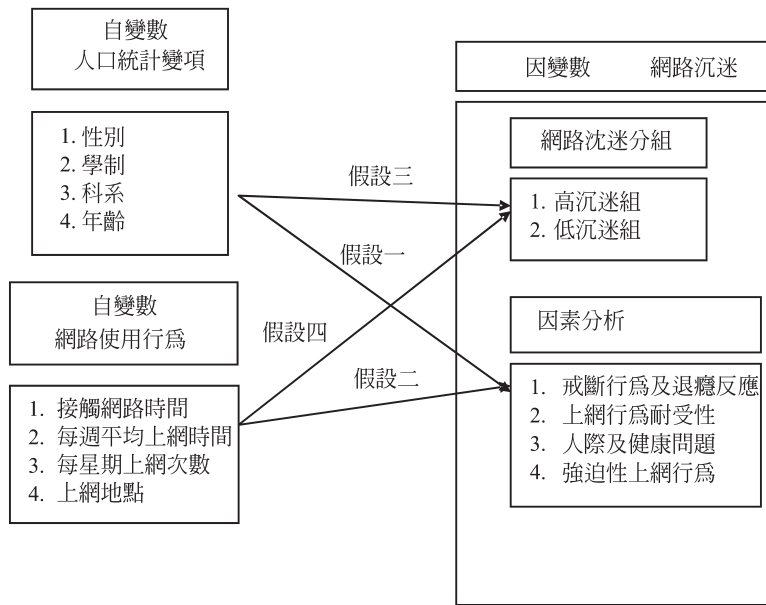 自變數
人口統計變項
1. 性別
2. 學制
3. 科系
4. 年齡
自變數
網路使用行為
1. 接觸網路時間
2. 每週平均上網時間
3. 每星期上網次數
4. 上網地點
假設三
假設一
假設四
假設二
因變數 網路沉迷
網路沈迷分組
1. 高沉迷組
2. 低沉迷組
因素分析
1. 戒斷行為及退癮反應
2. 上網行為耐受性
3. 人際及健康問題
4. 強迫性上網行為